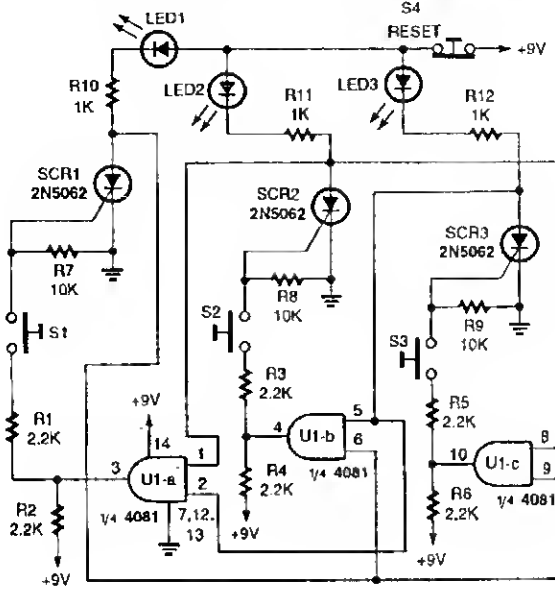 LED1
S4
RESET
+9V
R10
1K
LED2
R11
1K
LED3
R12
1K
SCR1
2N5062
SCR2
2N5062
SCR3
2N5062
R7
10K
R8
10K
R9
10K
S1
S2
S3
R3
2.2K
R5
2.2K
R1
2.2K
+9V
14
4
5
6
U1-b
1/4 4081
10
8
9
U1-c
1/4 4081
3
1
2
U1-a
1/4 4081
7,12,
13
R4
2.2K
R6
2.2K
R2
2.2K
+9V
+9V
+9V